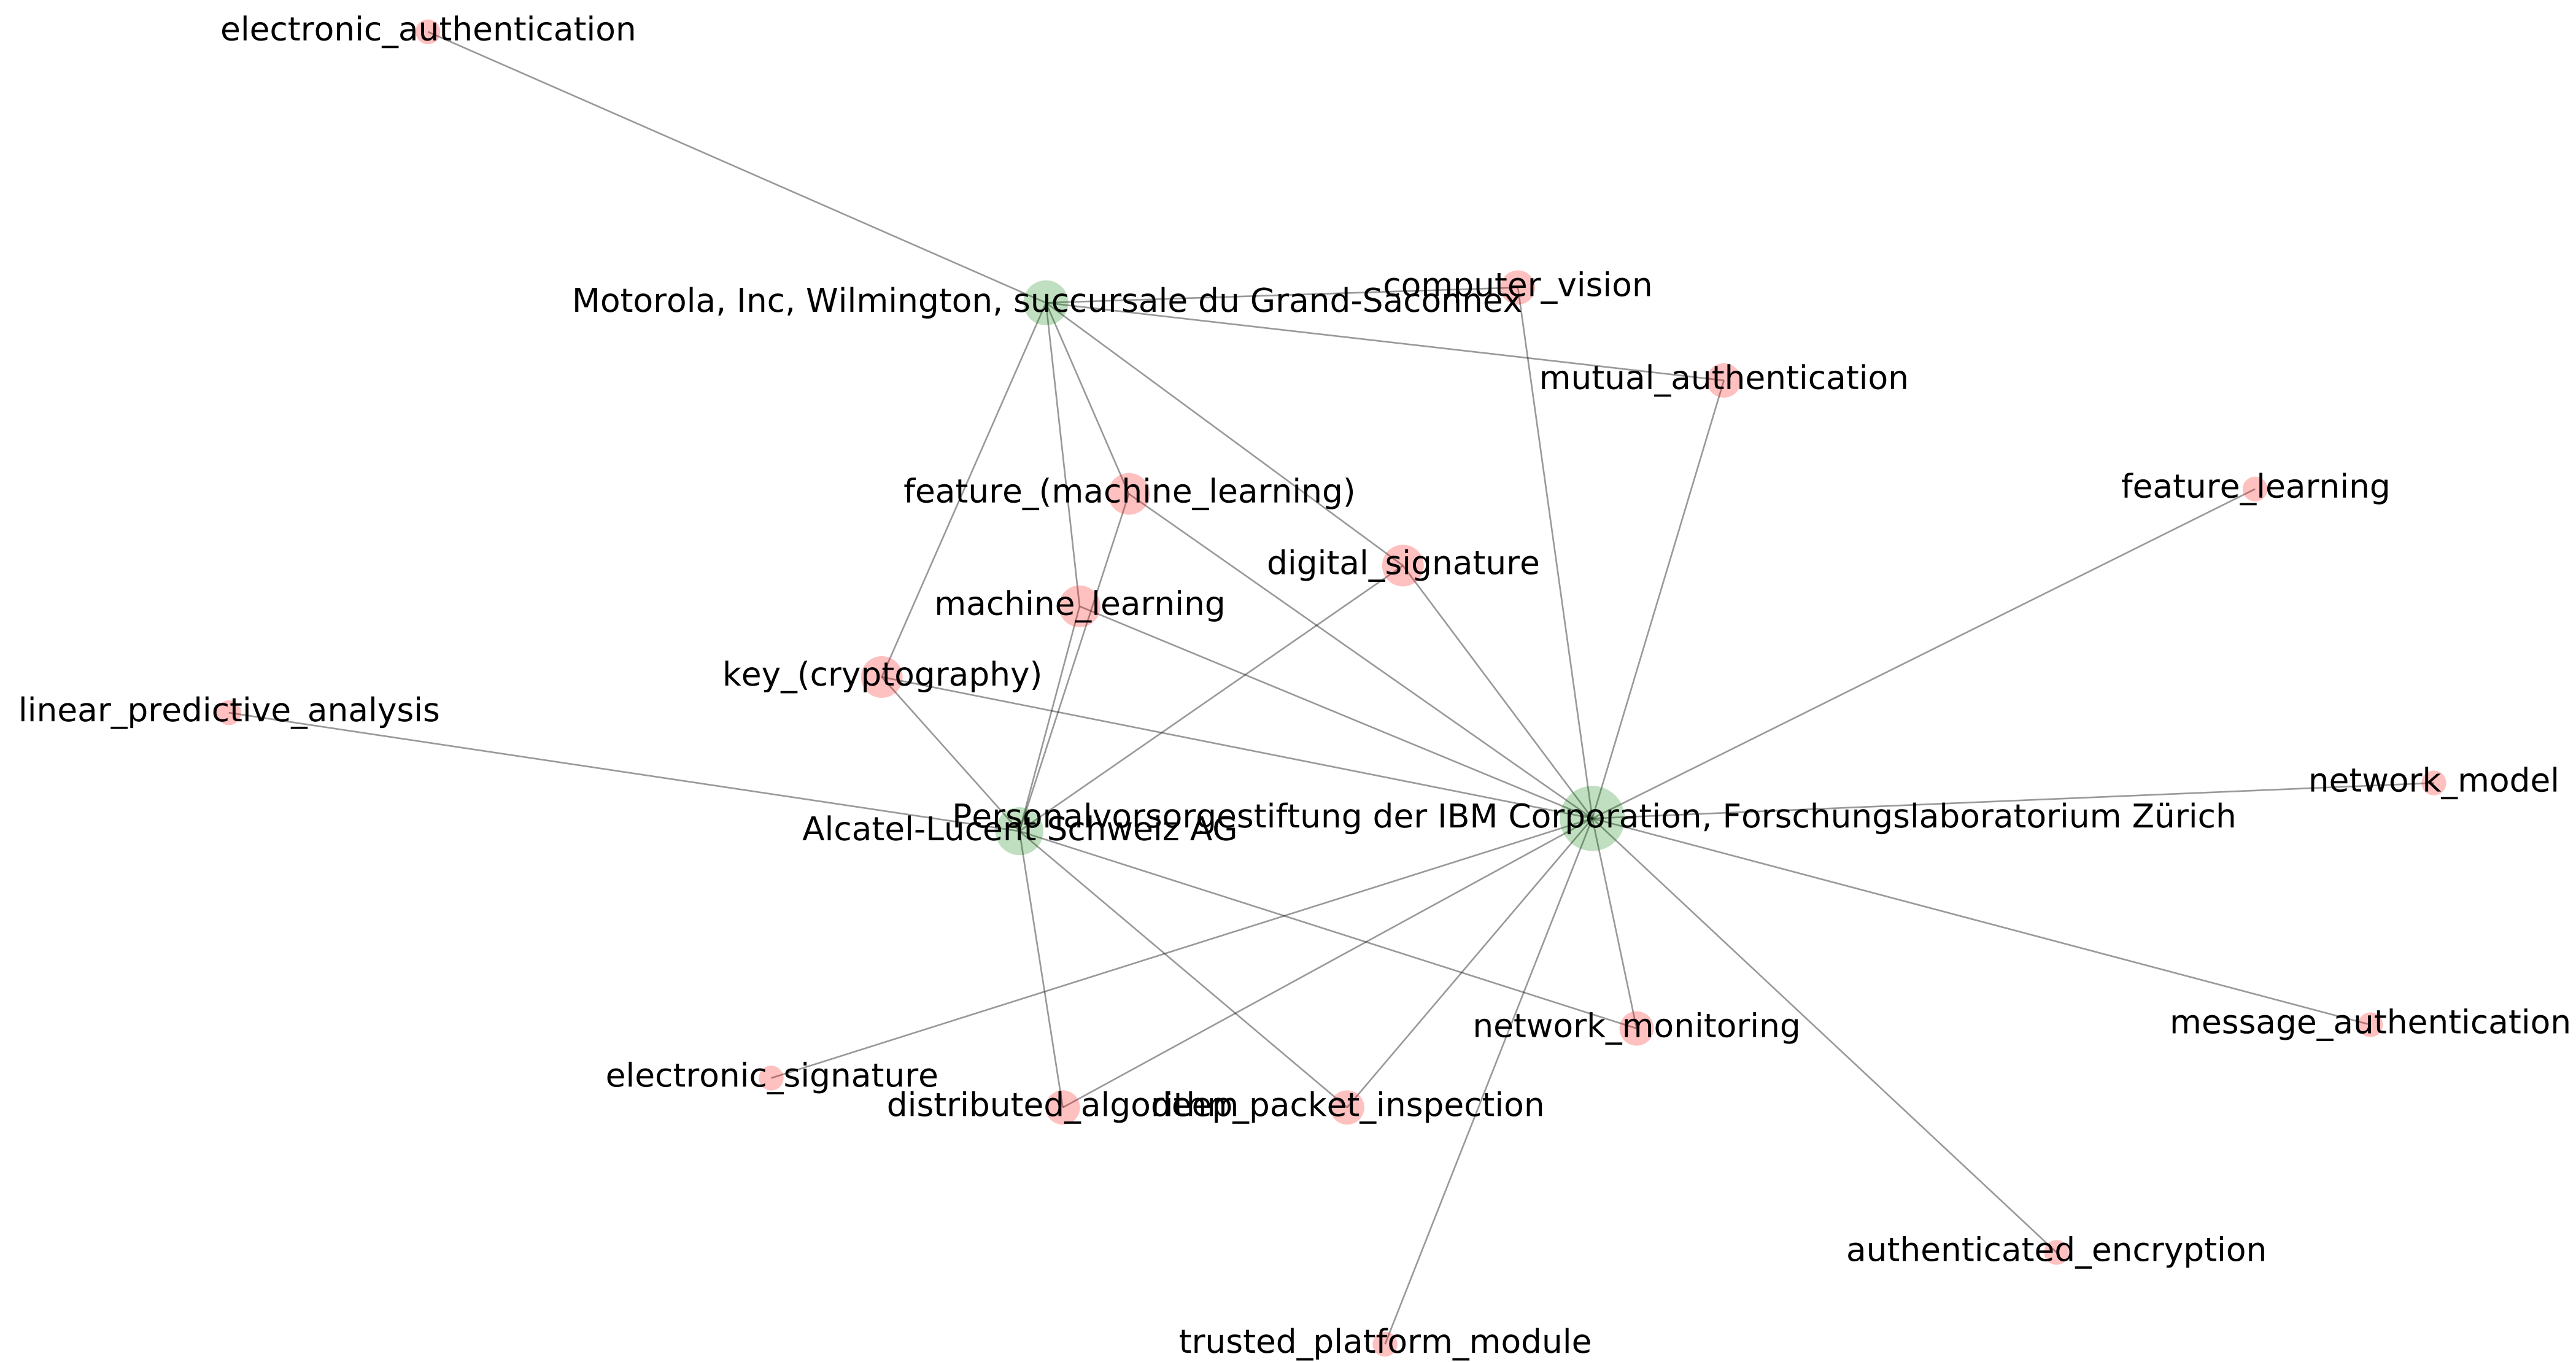 electronic_authentication
computer_vision
Motorola, Inc, Wilmington, succursale du Grand-Saconnex
mutual_authentication
feature_learning
feature_(machine_learning)
digital_signature
machine_learning
key_(cryptography)
linear_predictive_analysis
network_model
Personalvorsorgestiftung der IBM Corporation, Forschungslaboratorium Zürich
Alcatel-Lucent Schweiz AG
message_authentication
network_monitoring
electronic_signature
distributed_algorithm
deep_packet_inspection
authenticated_encryption
trusted_platform_module